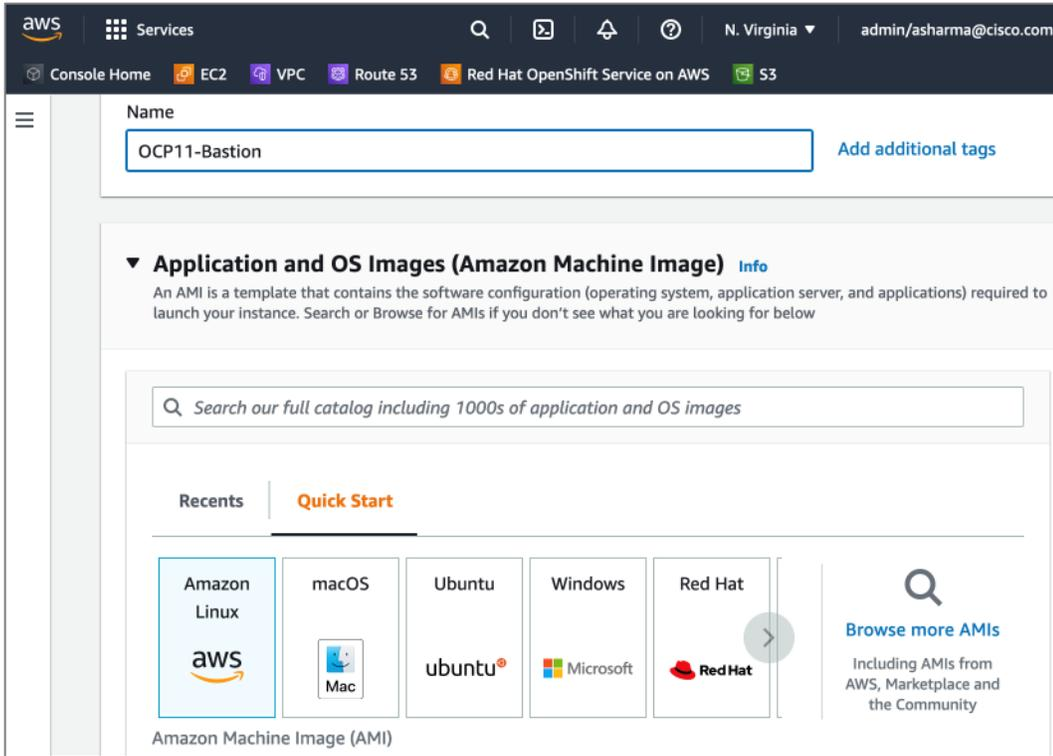 aws
Services
N. Virginia ▼
admin/asharma@cisco.com
Console Home
EC2
VPC
Route 53
Red Hat OpenShift Service on AWS
S3
Name
OCP11-Bastion
Add additional tags
▼ Application and OS Images (Amazon Machine Image) Info
An AMI is a template that contains the software configuration (operating system, application server, and applications) required to
launch your instance. Search or Browse for AMIs if you don't see what you are looking for below
Search our full catalog including 1000s of application and OS images
Recents
Quick Start
Amazon
Linux
aws
macOS
Mac
Ubuntu
ubuntu
Windows
Microsoft
Red Hat
Red Hat
Browse more AMIs
Including AMIs from
AWS, Marketplace and
the Community
Amazon Machine Image (AMI)